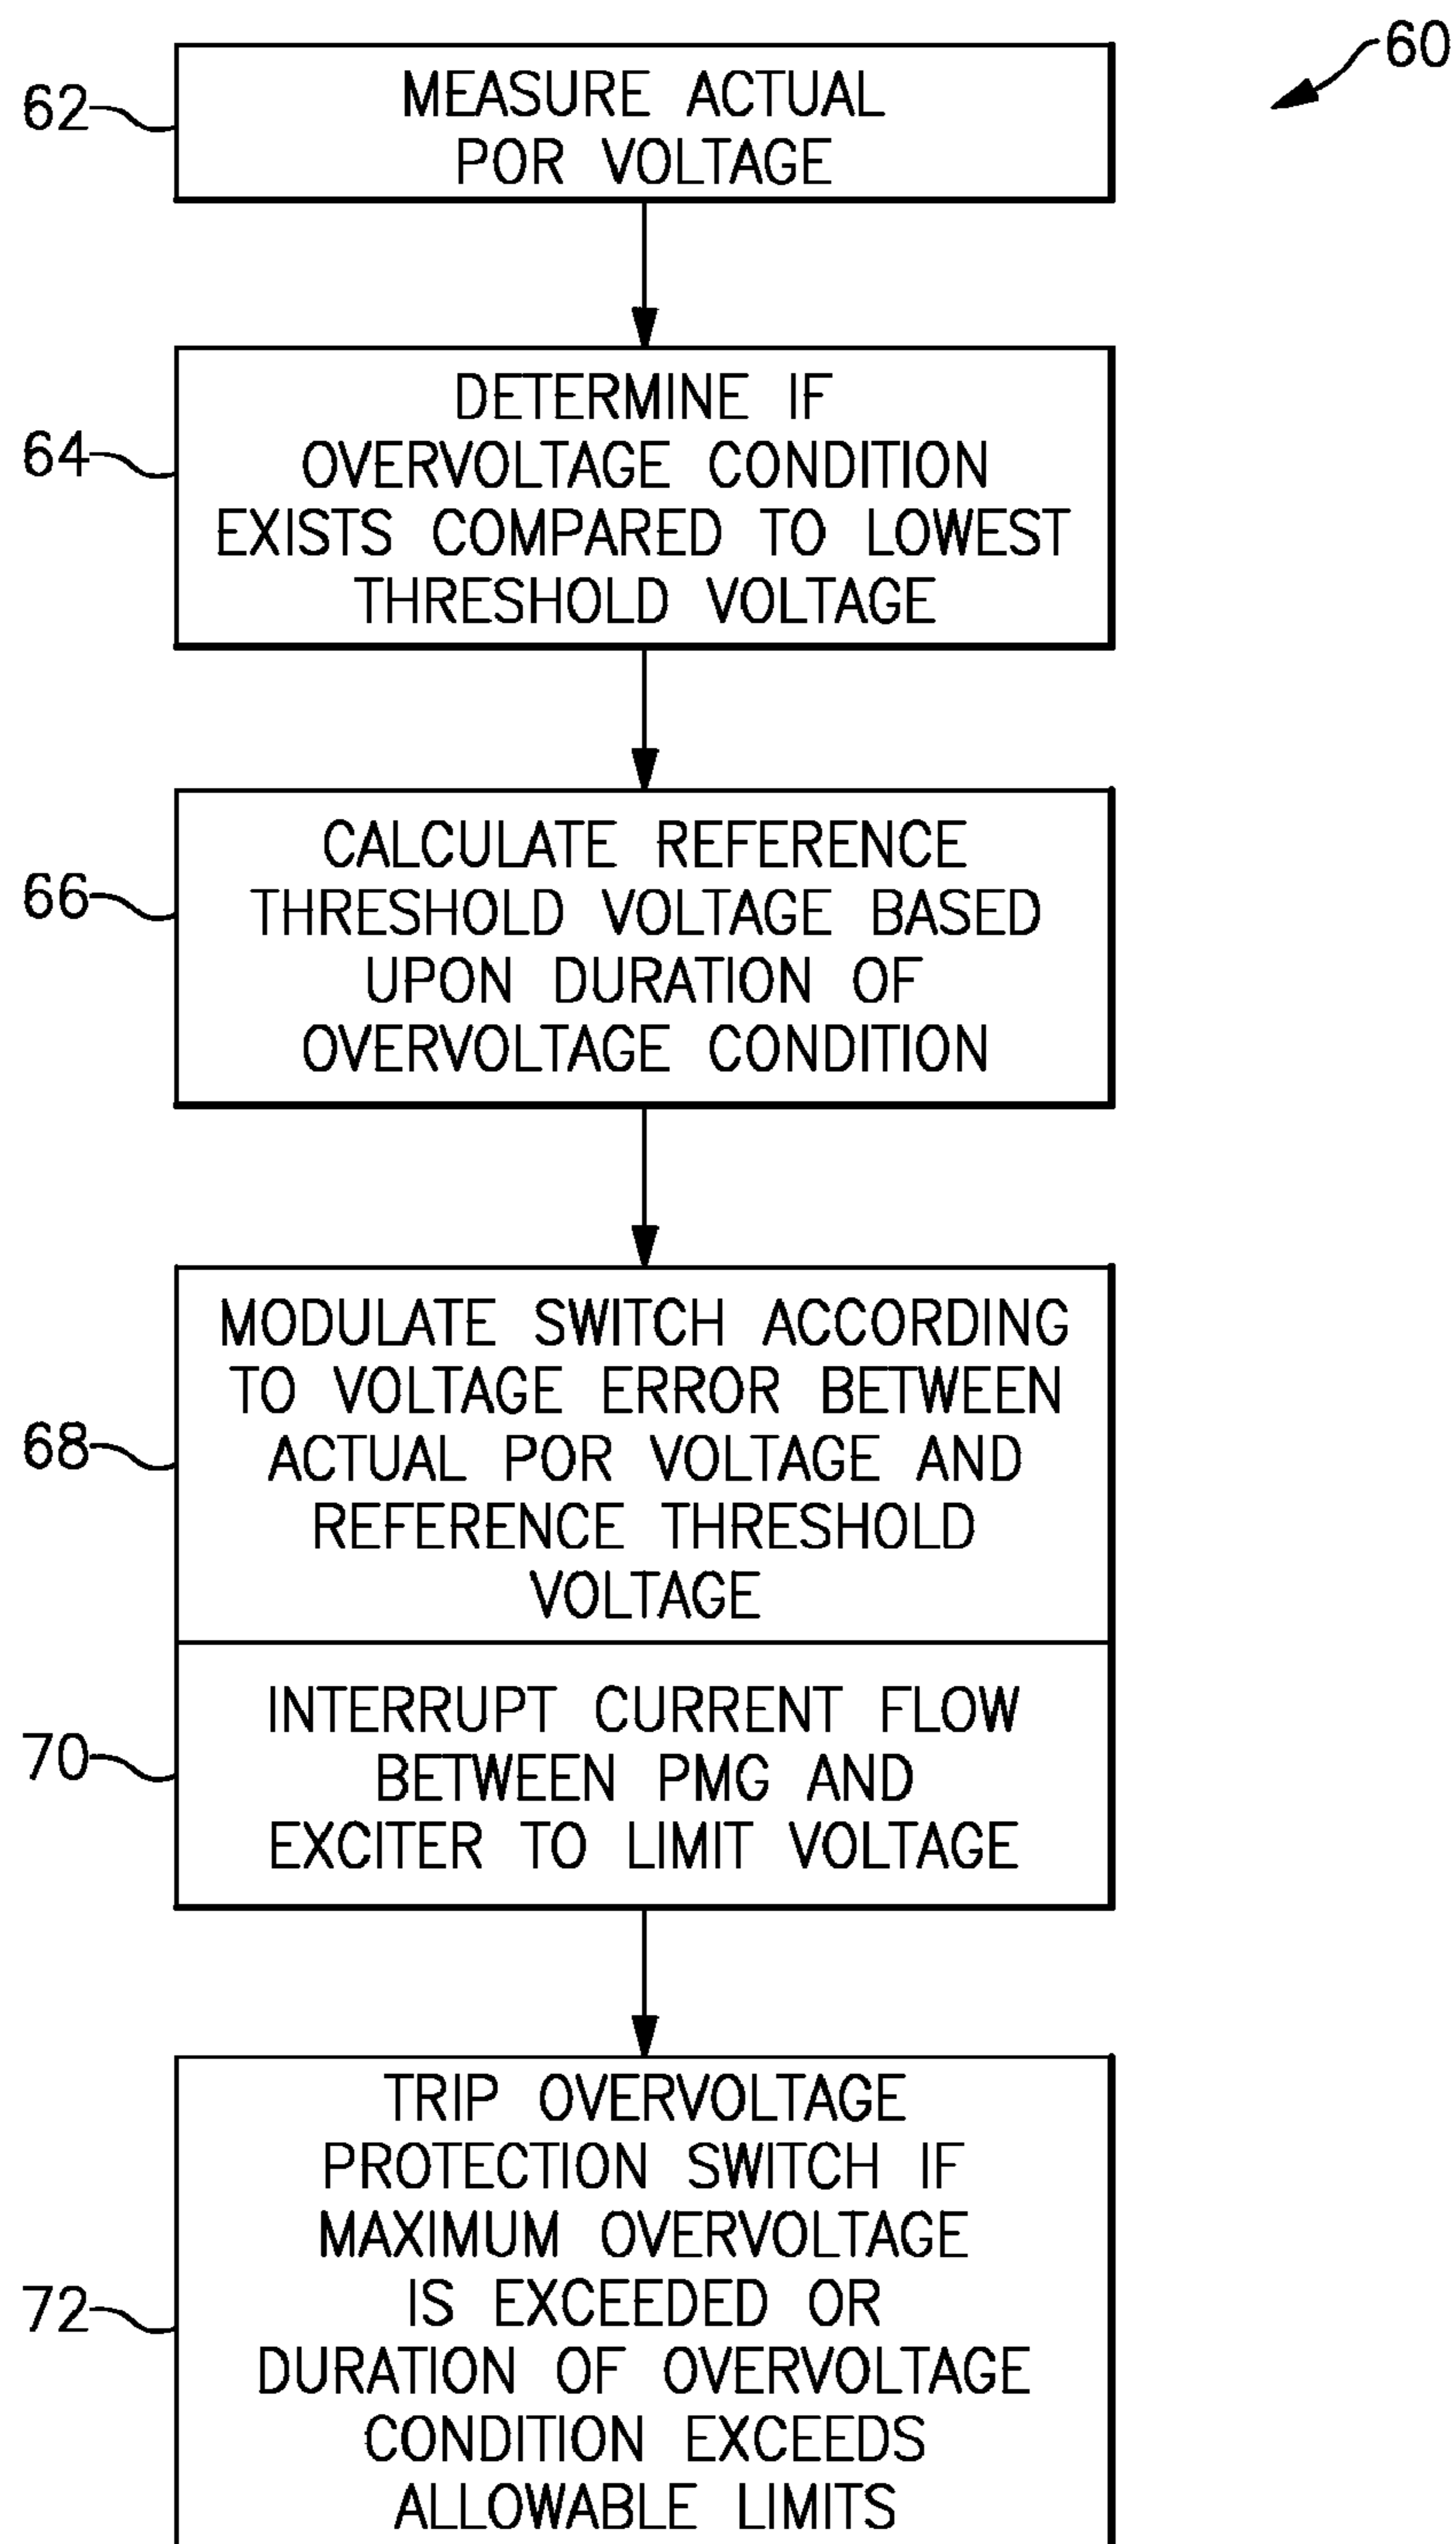 60
62
MEASURE ACTUAL
POR VOLTAGE
64
DETERMINE IF
OVERVOLTAGE CONDITION
EXISTS COMPARED TO LOWEST
THRESHOLD VOLTAGE
66
CALCULATE REFERENCE
THRESHOLD VOLTAGE BASED
UPON DURATION OF
OVERVOLTAGE CONDITION
68
MODULATE SWITCH ACCORDING
TO VOLTAGE ERROR BETWEEN
ACTUAL POR VOLTAGE AND
REFERENCE THRESHOLD
VOLTAGE
70
INTERRUPT CURRENT FLOW
BETWEEN PMG AND
EXCITER TO LIMIT VOLTAGE
72
TRIP OVERVOLTAGE
PROTECTION SWITCH IF
MAXIMUM OVERVOLTAGE
IS EXCEEDED OR
DURATION OF OVERVOLTAGE
CONDITION EXCEEDS
ALLOWABLE LIMITS